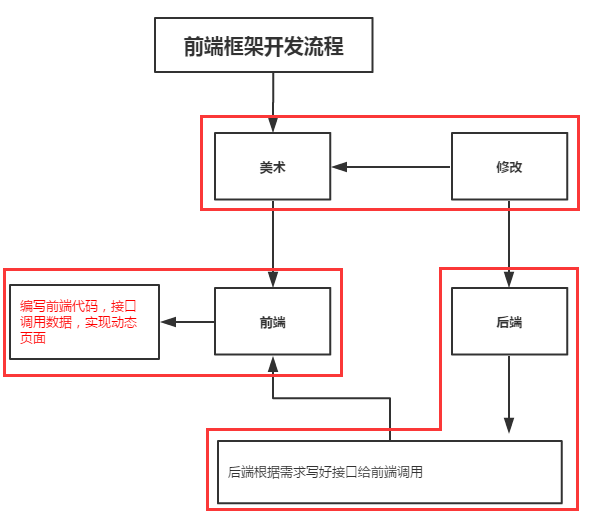 前端框架开发流程
美术
修改
编写前端代码，接口
调用数据，实现动态
页面
前端
后端
后端根据需求写好接口给前端调用